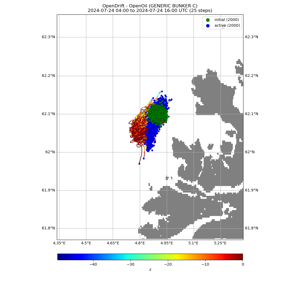 OpenDrift - OpenOil (GENERIC BUNKER C)
2024-07-24 04:00 to 2024-07-24 16:00 UTC (25 steps)
initial (2000)
active (2000)
62.3°N
62.2°N
62.1°N
62°N
61.9°N
61.8°N
4.35°E 4.5°E 4.65°E 4.8°E 4.95°E 5.1°E 5.25°E
−40 −30 −20 −10 0
z